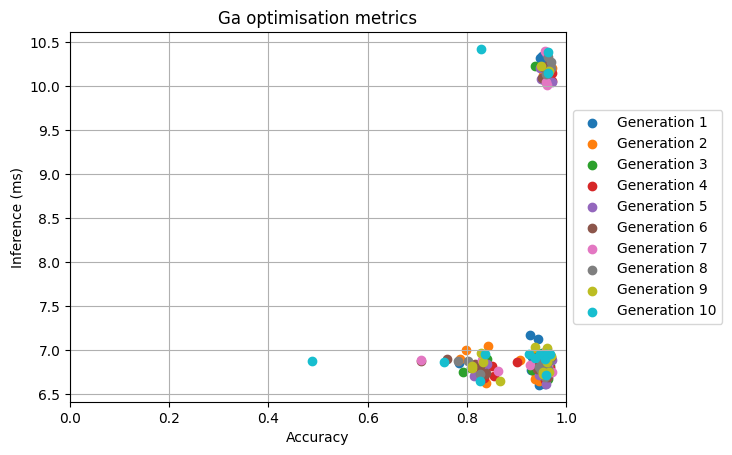 Ga optimisation metrics
10.5
10.0
9.5
9.0
8.5
8.0
7.5
7.0
6.5
Inference (ms)
0.0 0.2 0.4 0.6 0.8 1.0
Accuracy
Generation 1
Generation 2
Generation 3
Generation 4
Generation 5
Generation 6
Generation 7
Generation 8
Generation 9
Generation 10